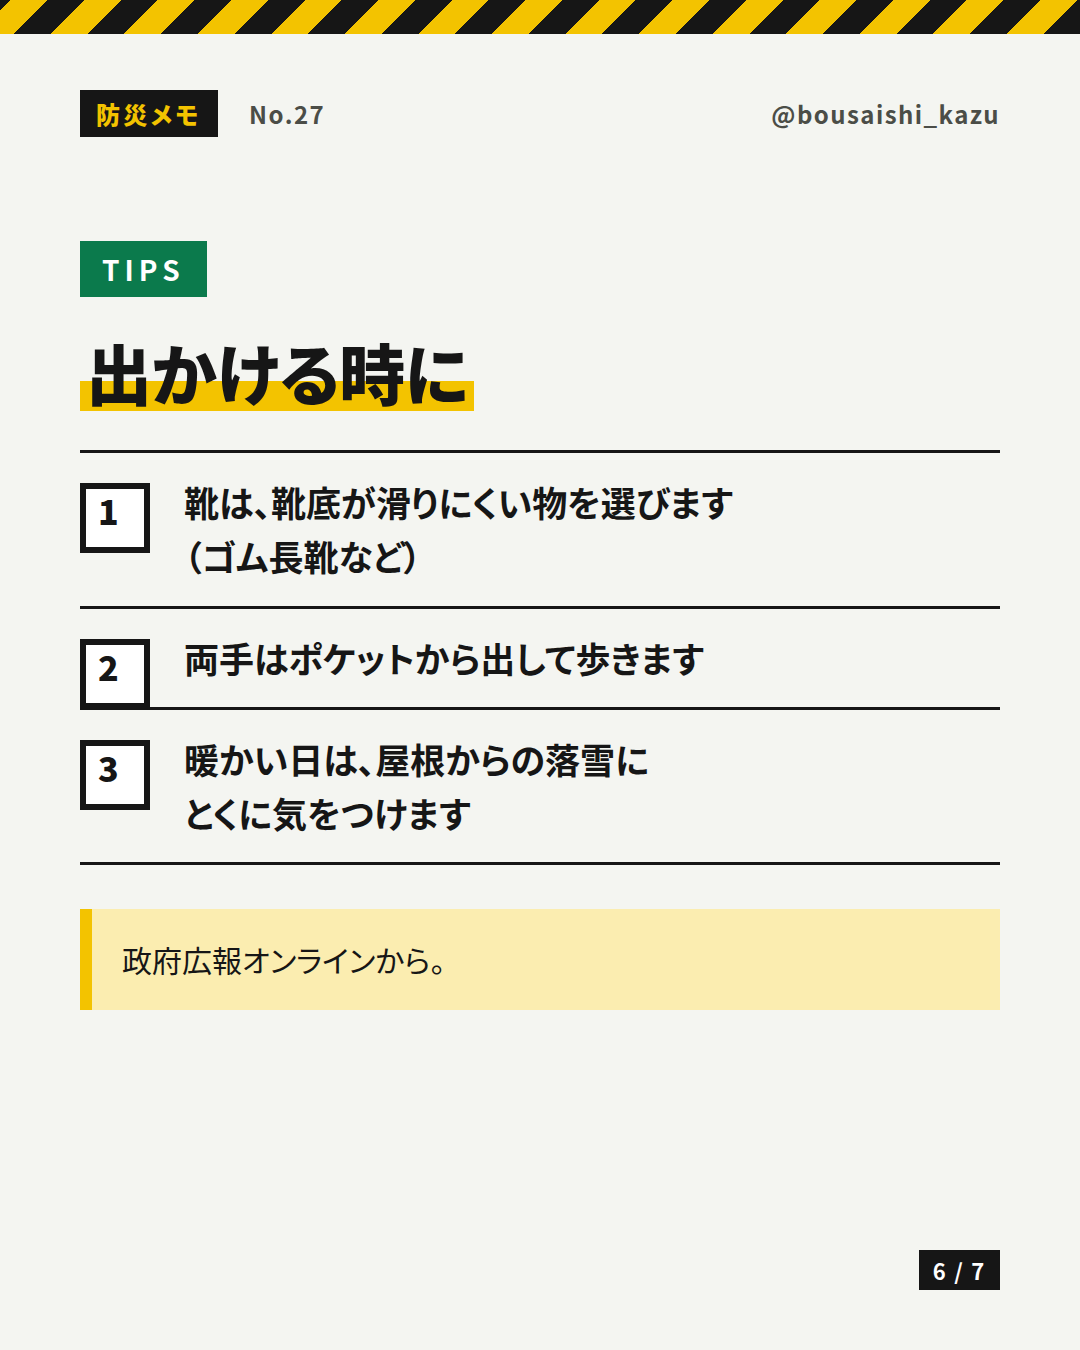 防災メモ No.27 @bousaishi_kazu
TIPS
出かける時に
1 靴は、靴底が滑りにくい物を選びます
（ゴム長靴など）
2 両手はポケットから出して歩きます
3 暖かい日は、屋根からの落雪に
とくに気をつけます
政府広報オンラインから。
6 / 7